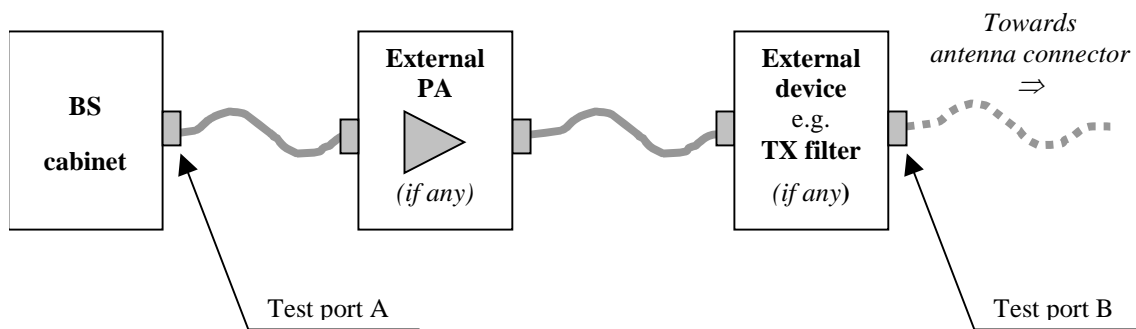 BS
cabinet
External
PA
(if any)
External
device
e.g.
TX filter
(if any)
Towards
antenna connector
⇒
Test port A
Test port B